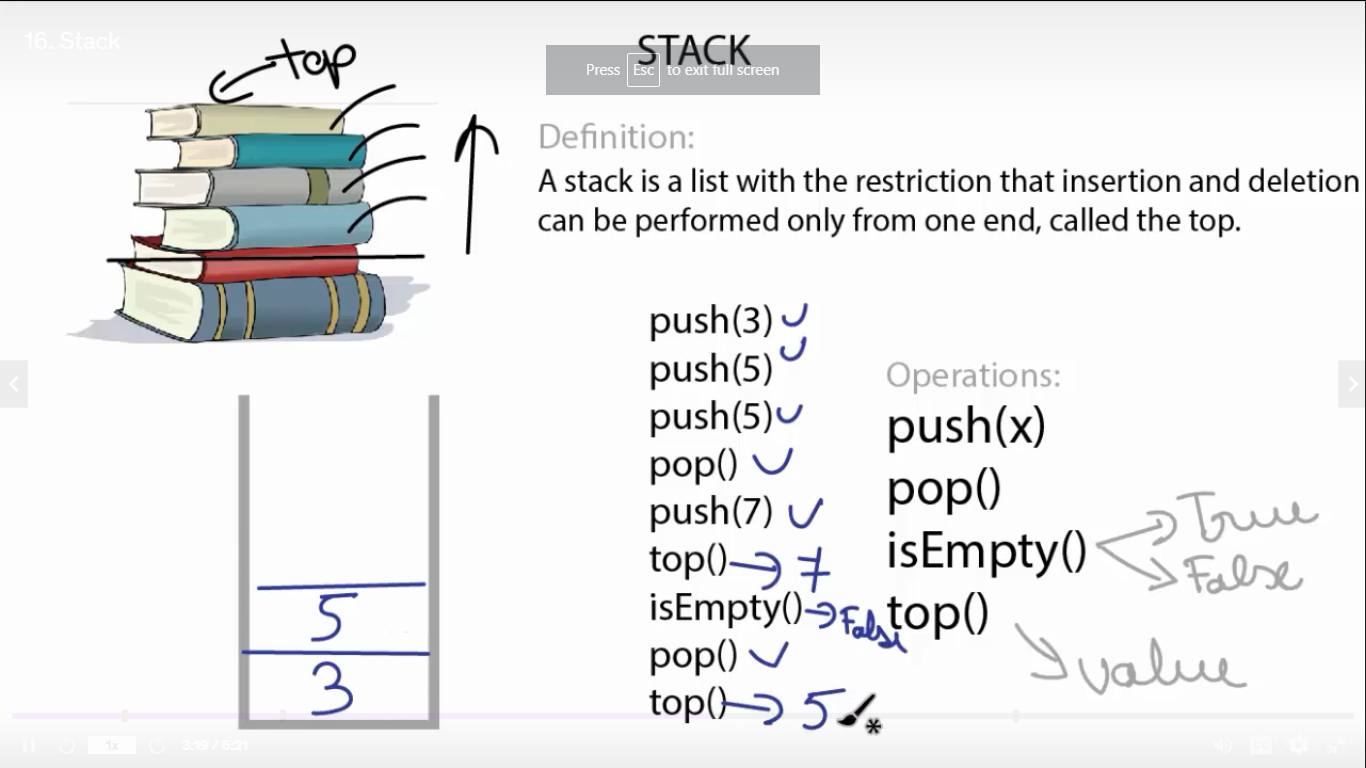 16. Stack
top
STACK
Press Esc to exit full screen
Definition:
A stack is a list with the restriction that insertion and deletion
can be performed only from one end, called the top.
push(3)
push(5)
push(5)
pop()
push(7)
top() → 7
isEmpty() → False
pop()
top() → 5
Operations:
push(x)
pop()
isEmpty()
True
False
top()
value
5
3
1x
3:19 / 6:21